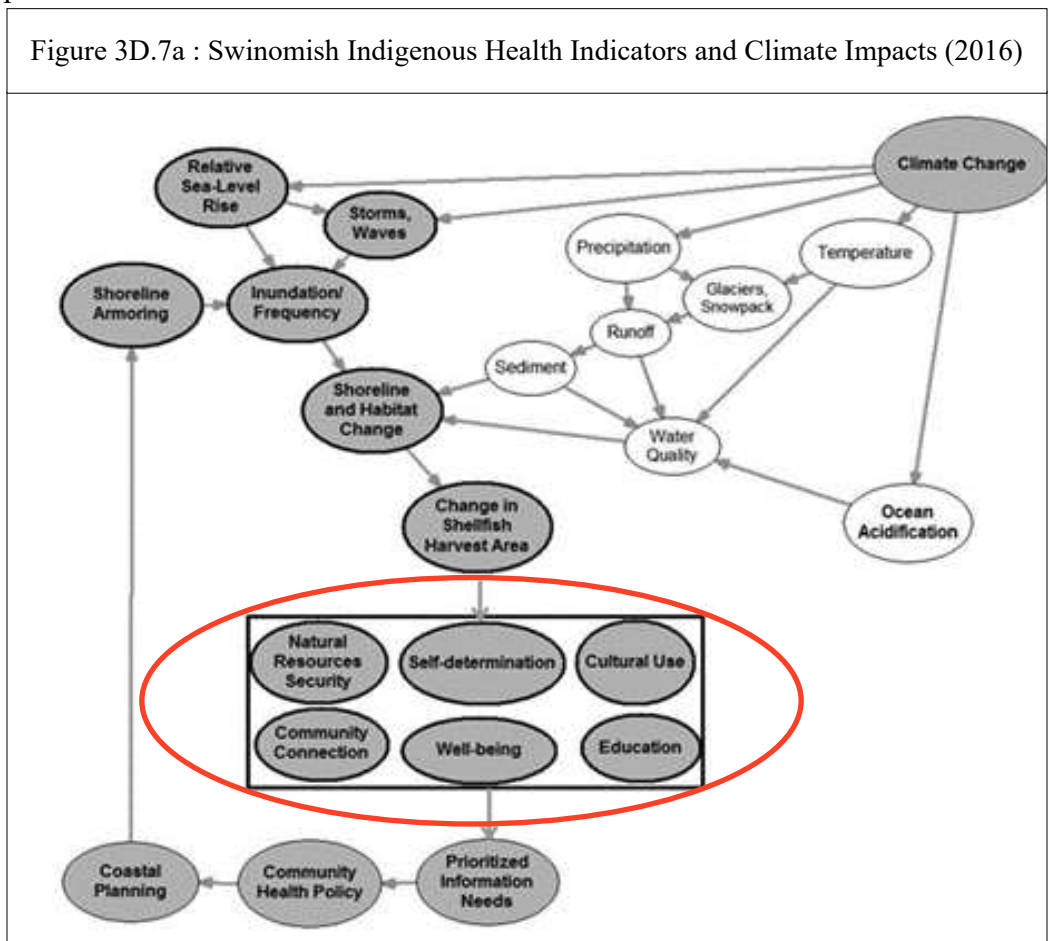 Figure 3D.7a : Swinomish Indigenous Health Indicators and Climate Impacts (2016)
Climate Change
Relative
Sea-Level
Rise
Storms,
Waves
Precipitation
Temperature
Shoreline
Armoring
Inundation/
Frequency
Glaciers,
Snowpack
Runoff
Sediment
Shoreline
and Habitat
Change
Water
Quality
Change in
Shellfish
Harvest Area
Ocean
Acidification
Natural
Resources
Security
Self-determination
Cultural Use
Community
Connection
Well-being
Education
Coastal
Planning
Community
Health Policy
Prioritized
Information
Needs